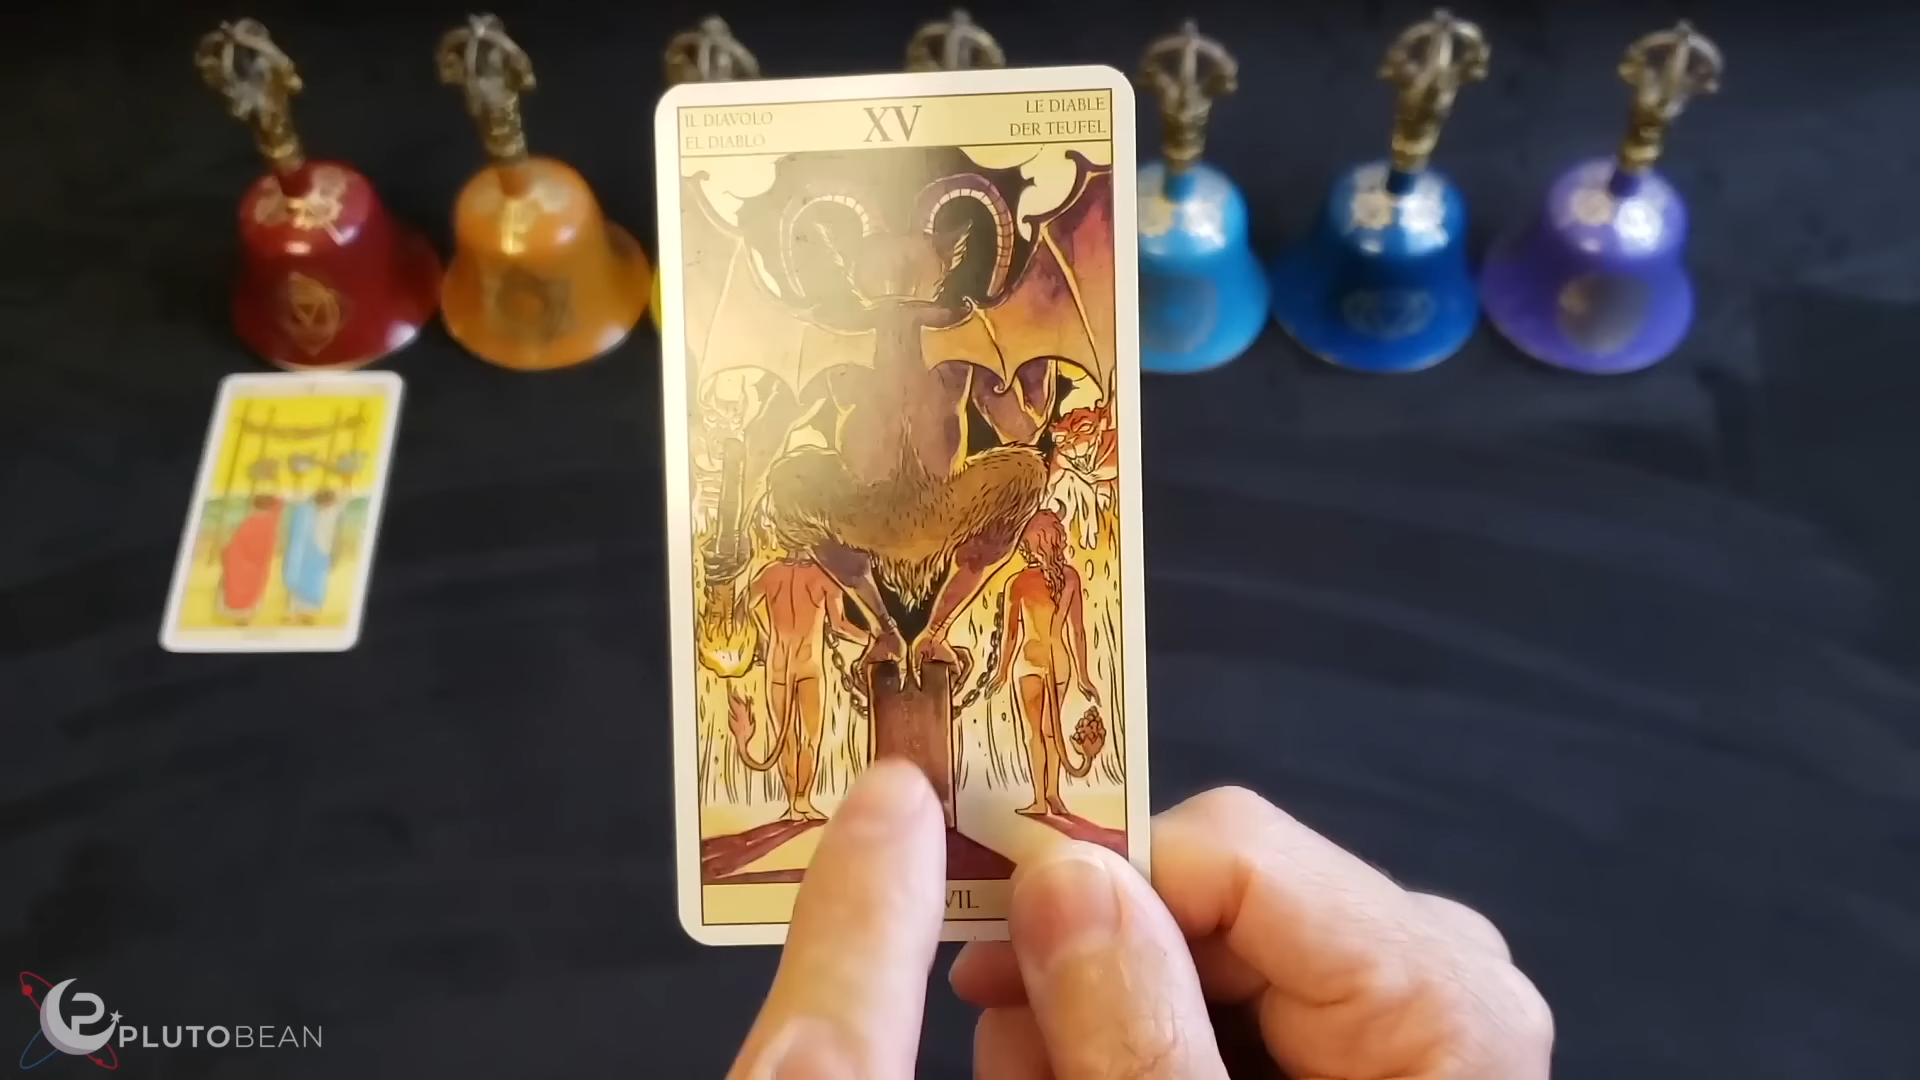 IL DIAVOLO
EL DIABLO
XV
LE DIABLE
DER TEUFEL
VIL
PLUTOBEAN